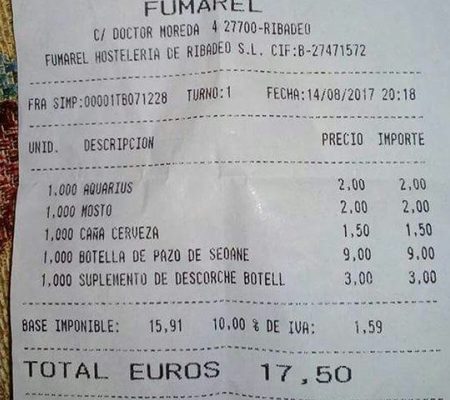 FUMAREL
C/ DOCTOR MOREDA 4 27700-RIBADEO
FUMAREL HOSTELERIA DE RIBADEO S.L. CIF:B-27471572
FRA SIMP:00001TB071228 TURNO:1 FECHA:14/08/2017 20:18
UNID. DESCRIPCION PRECIO IMPORTE
1,000 AQUARIUS 2,00 2,00
1,000 MOSTO 2,00 2,00
1,000 CAÑA CERVEZA 1,50 1,50
1,000 BOTELLA DE PAZO DE SEOANE 9,00 9,00
1,000 SUPLEMENTO DE DESCORCHE BOTELL 3,00 3,00
BASE IMPONIBLE: 15,91 10,00 % DE IVA: 1,59
TOTAL EUROS 17,50